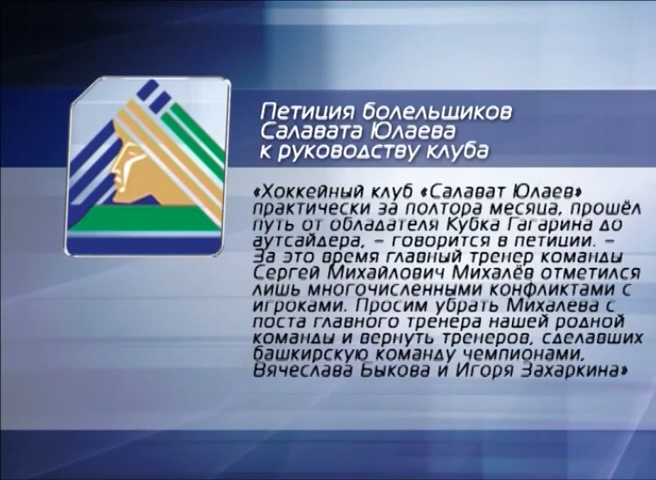 Петиция болельщиков
Салавата Юлаева
к руководству клуба
«Хоккейный клуб «Салават Юлаев»
практически за полтора месяца, прошёл
путь от обладателя Кубка Гагарина до
аутсайдера, – говорится в петиции. –
За это время главный тренер команды
Сергей Михайлович Михалёв отметился
лишь многочисленными конфликтами с
игроками. Просим убрать Михалева с
поста главного тренера нашей родной
команды и вернуть тренеров, сделавших
башкирскую команду чемпионами,
Вячеслава Быкова и Игоря Захаркина»